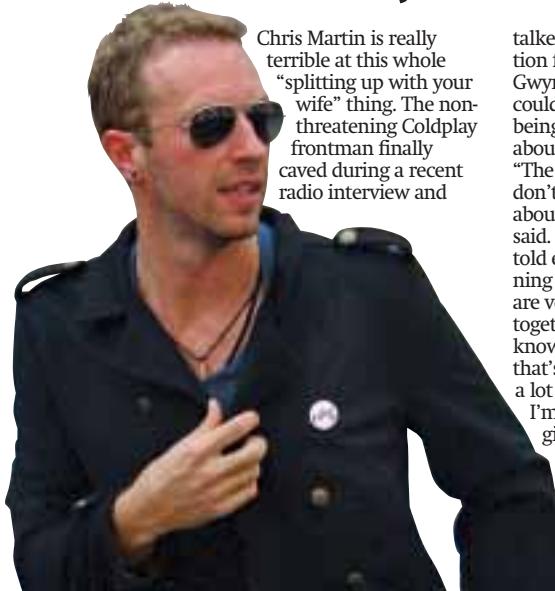 Chris Martin is really
terrible at this whole
“splitting up with your
wife” thing. The non-
threatening Coldplay
frontman finally
caved during a recent
radio interview and
talke
tion f
Gwyn
could
being
abou
“The
don’t
abou
said.
told e
ning
are v
toget
know
that’s
a lot
I’m
gi